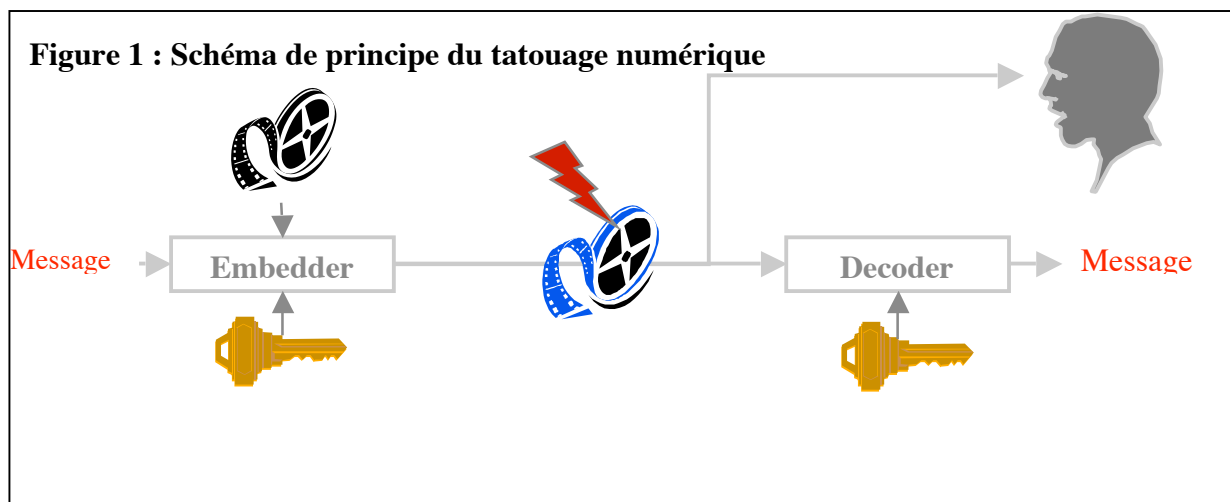 Figure 1 : Schéma de principe du tatouage numérique
Message
Embedder
Decoder
Message